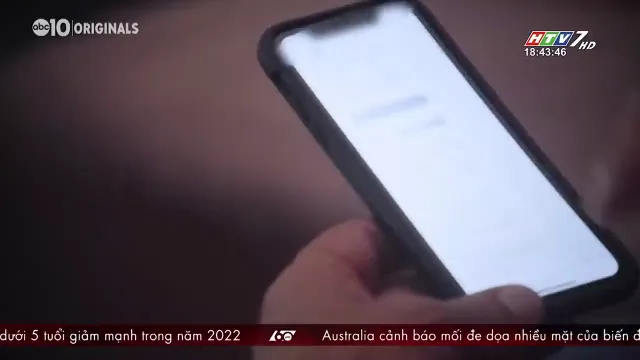 abc10 ORIGINALS
HTV7 HD
18:43:46
dưới 5 tuổi giảm mạnh trong năm 2022
60
Australia cảnh báo mối đe dọa nhiều mặt của biến đ